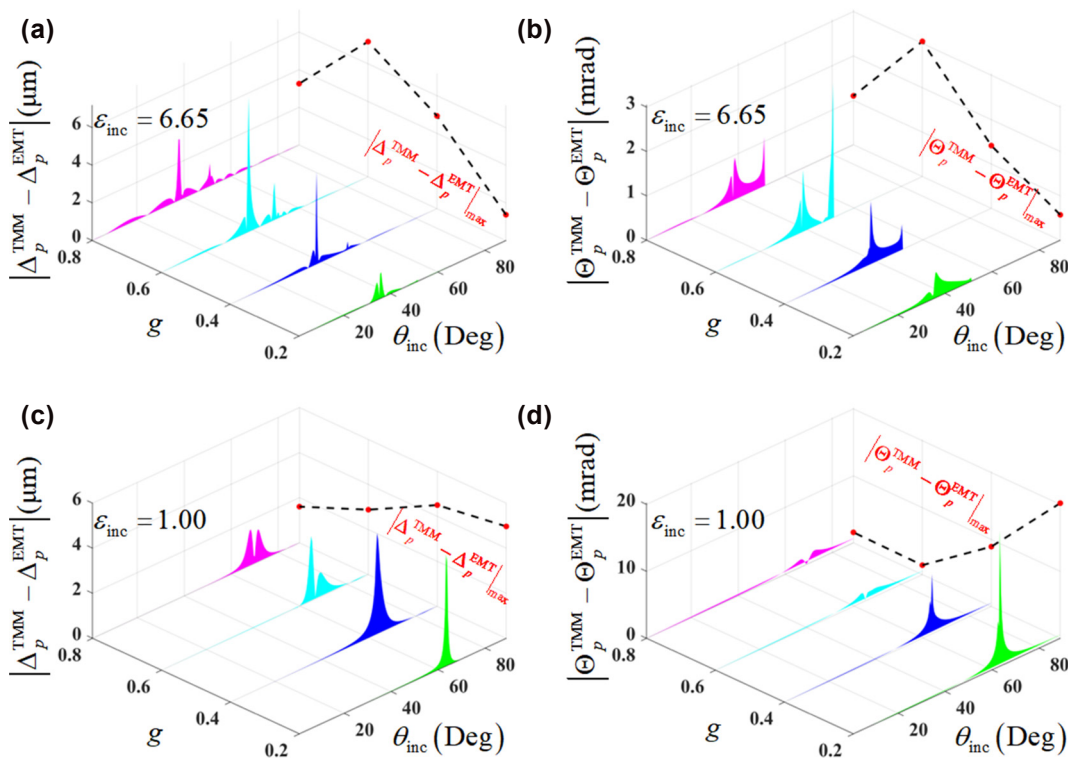 (a)
|Δ_p^TMM − Δ_p^EMT| (μm)
ε_inc = 6.65
6
4
2
0
0.8
0.6
0.4
0.2
g
20
40
60
80
θ_inc (Deg)
|Δ_p^TMM − Δ_p^EMT|_max
(b)
|Θ_p^TMM − Θ_p^EMT| (mrad)
ε_inc = 6.65
3
2
1
0
0.8
0.6
0.4
0.2
g
20
40
60
80
θ_inc (Deg)
|Θ_p^TMM − Θ_p^EMT|_max
(c)
|Δ_p^TMM − Δ_p^EMT| (μm)
ε_inc = 1.00
6
4
2
0
0.8
0.6
0.4
0.2
g
20
40
60
80
θ_inc (Deg)
|Δ_p^TMM − Δ_p^EMT|_max
(d)
|Θ_p^TMM − Θ_p^EMT| (mrad)
ε_inc = 1.00
20
10
0
0.8
0.6
0.4
0.2
g
20
40
60
80
θ_inc (Deg)
|Θ_p^TMM − Θ_p^EMT|_max